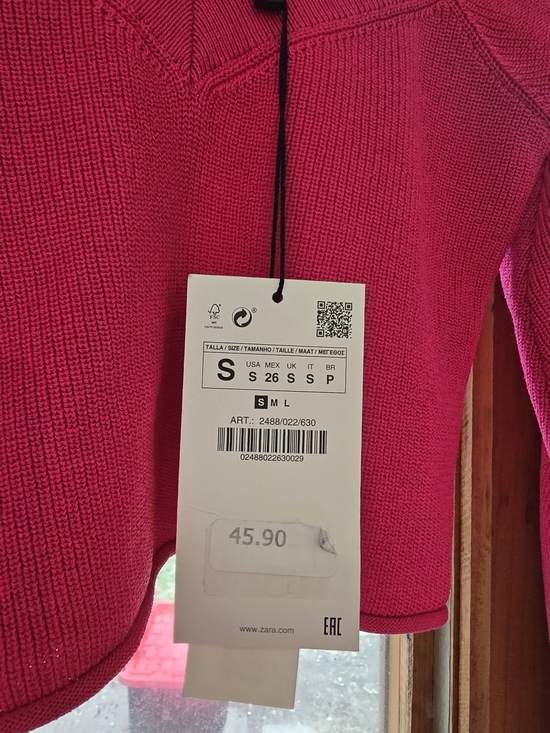 FSC
TALLA / SIZE / TAMANHO / TAILLE / MAAT / ΜΕΓΕΘΟΣ
S USA MEX UK IT BR
S 26 S S P
S M L
ART.: 2488/022/630
02488022630029
45.90
www.zara.com EAC